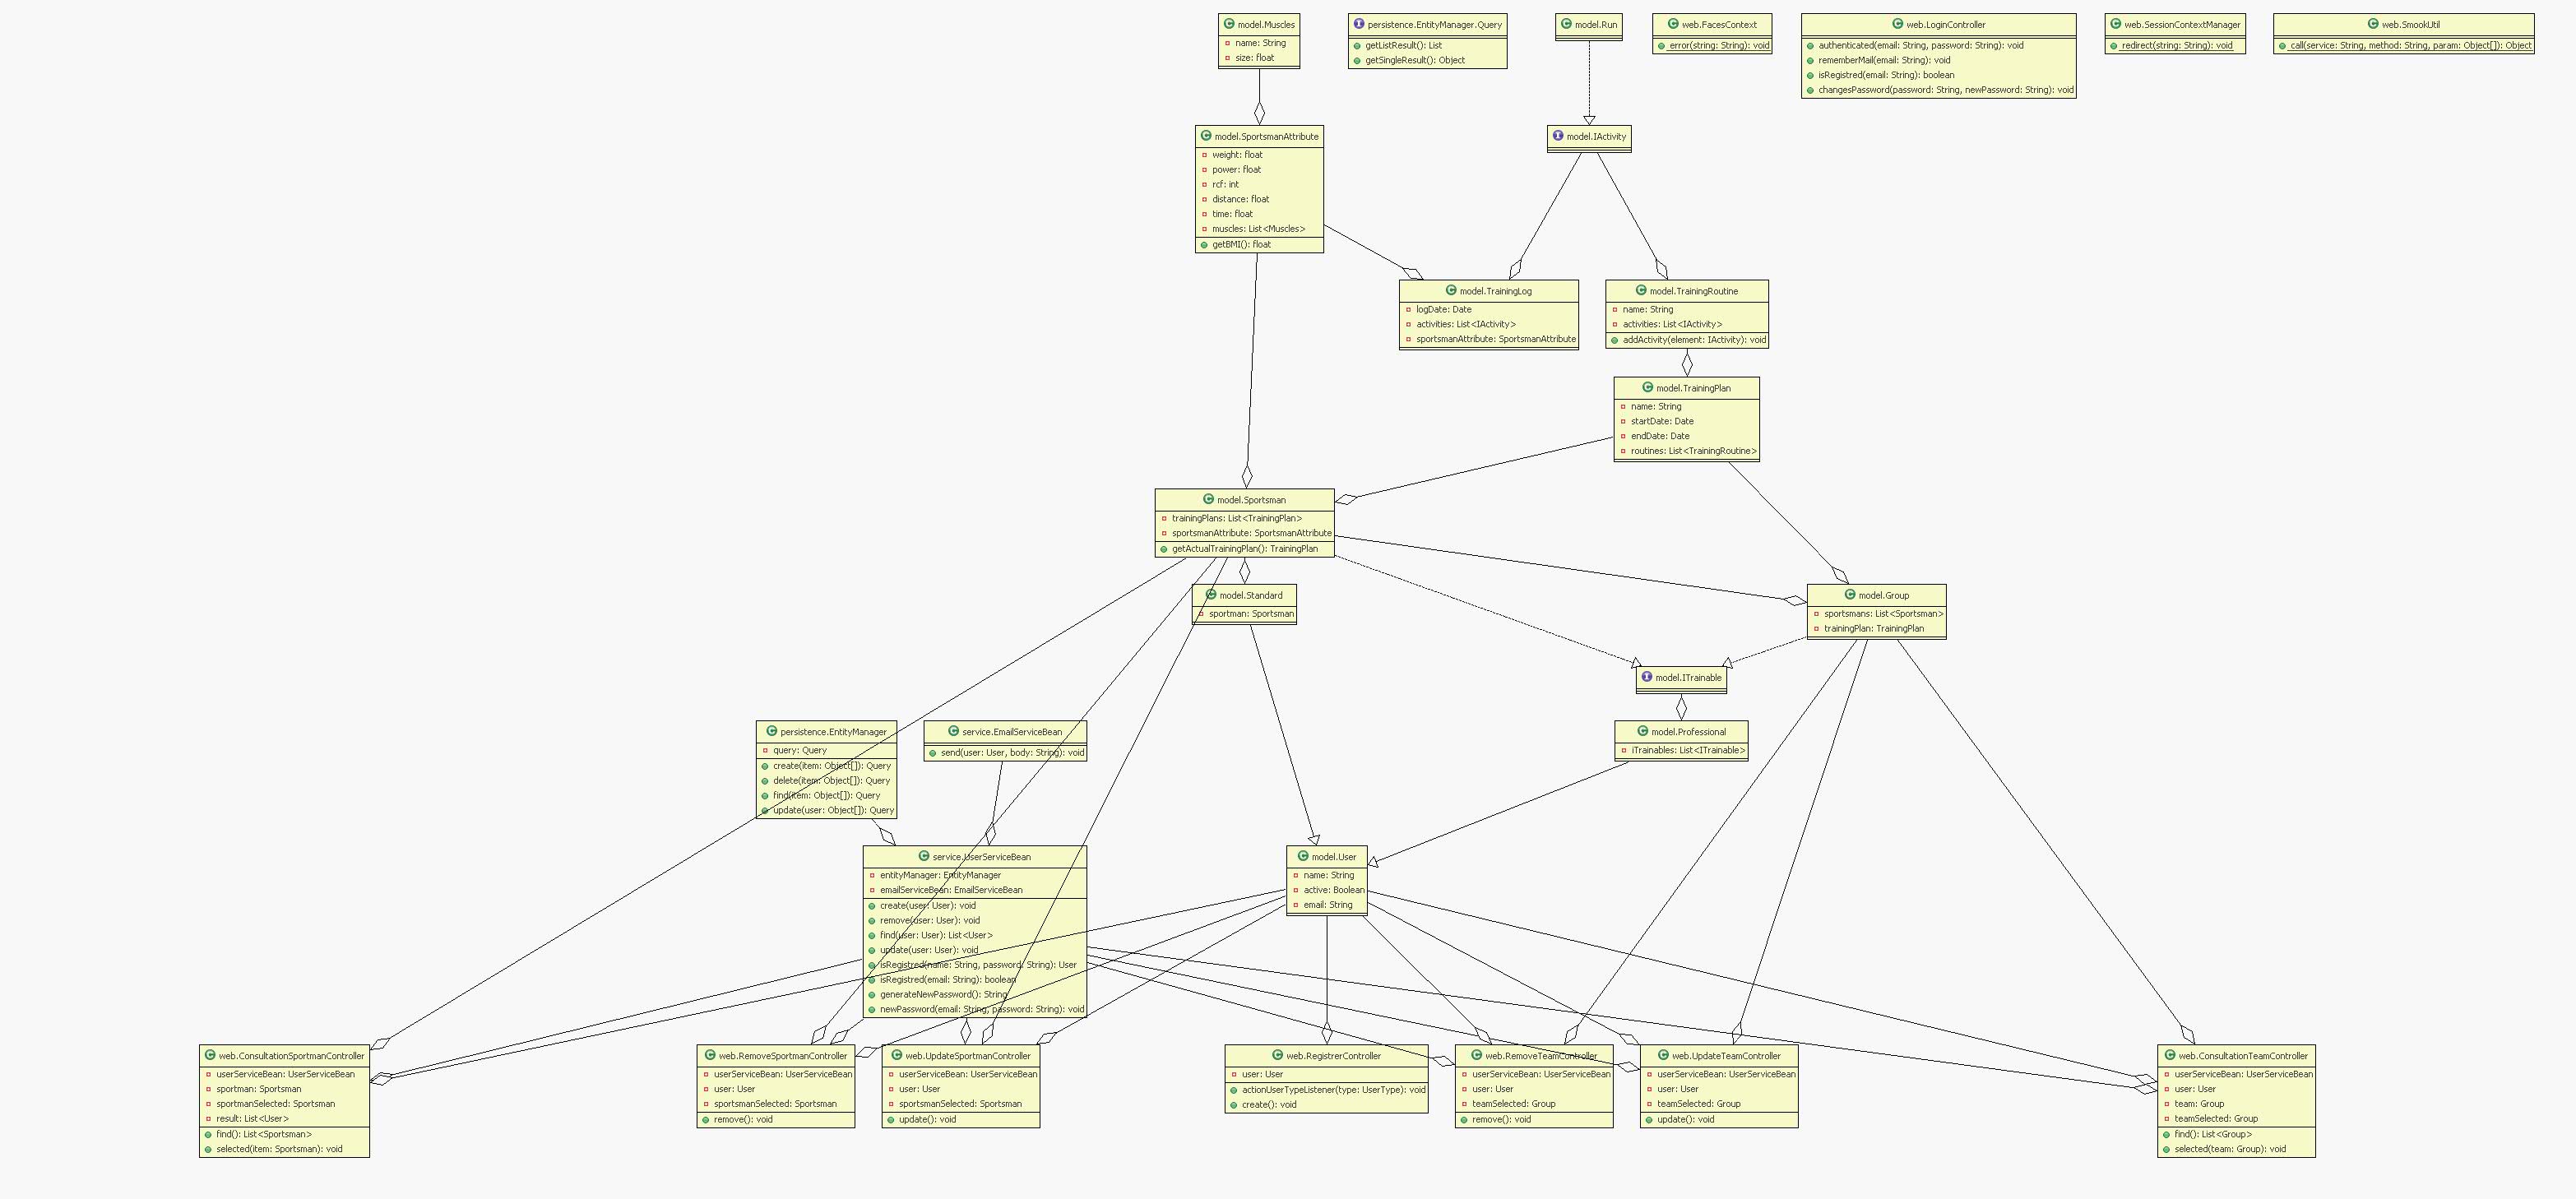 model.Muscles
name: String
size: float
persistence.EntityManager.Query
getListResult(): List
getSingleResult(): Object
model.Run
web.FacesContext
error(string: String): void
web.LoginController
authenticated(email: String, password: String): void
rememberMail(email: String): void
isRegistred(email: String): boolean
changesPassword(password: String, newPassword: String): void
web.SessionContextManager
redirect(string: String): void
web.SmookUtil
call(service: String, method: String, param: Object[]): Object
model.SportsmanAttribute
weight: float
power: float
rcf: int
distance: float
time: float
muscles: List<Muscles>
getBMI(): float
model.IActivity
model.TrainingLog
logDate: Date
activities: List<IActivity>
sportsmanAttribute: SportsmanAttribute
model.TrainingRoutine
name: String
activities: List<IActivity>
addActivity(element: IActivity): void
model.TrainingPlan
name: String
startDate: Date
endDate: Date
routines: List<TrainingRoutine>
model.Sportsman
trainingPlans: List<TrainingPlan>
sportsmanAttribute: SportsmanAttribute
getActualTrainingPlan(): TrainingPlan
model.Standard
sportman: Sportsman
model.Group
sportsmans: List<Sportsman>
trainingPlan: TrainingPlan
model.ITrainable
persistence.EntityManager
query: Query
create(item: Object[]): Query
delete(item: Object[]): Query
find(item: Object[]): Query
update(user: Object[]): Query
service.EmailServiceBean
send(user: User, body: String): void
model.Professional
iTrainables: List<ITrainable>
service.UserServiceBean
entityManager: EntityManager
emailServiceBean: EmailServiceBean
create(user: User): void
remove(user: User): void
find(user: User): List<User>
update(user: User): void
isRegistred(name: String, password: String): User
isRegistred(email: String): boolean
generateNewPassword(): String
newPassword(email: String, password: String): void
model.User
name: String
active: Boolean
email: String
web.ConsultationSportmanController
userServiceBean: UserServiceBean
sportman: Sportsman
sportmanSelected: Sportsman
result: List<User>
find(): List<Sportsman>
selected(item: Sportsman): void
web.RemoveSportmanController
userServiceBean: UserServiceBean
user: User
sportsmanSelected: Sportsman
remove(): void
web.UpdateSportmanController
userServiceBean: UserServiceBean
user: User
sportsmanSelected: Sportsman
update(): void
web.RegistrerController
user: User
actionUserTypeListener(type: UserType): void
create(): void
web.RemoveTeamController
userServiceBean: UserServiceBean
user: User
teamSelected: Group
remove(): void
web.UpdateTeamController
userServiceBean: UserServiceBean
user: User
teamSelected: Group
update(): void
web.ConsultationTeamController
userServiceBean: UserServiceBean
user: User
team: Group
teamSelected: Group
find(): List<Group>
selected(team: Group): void